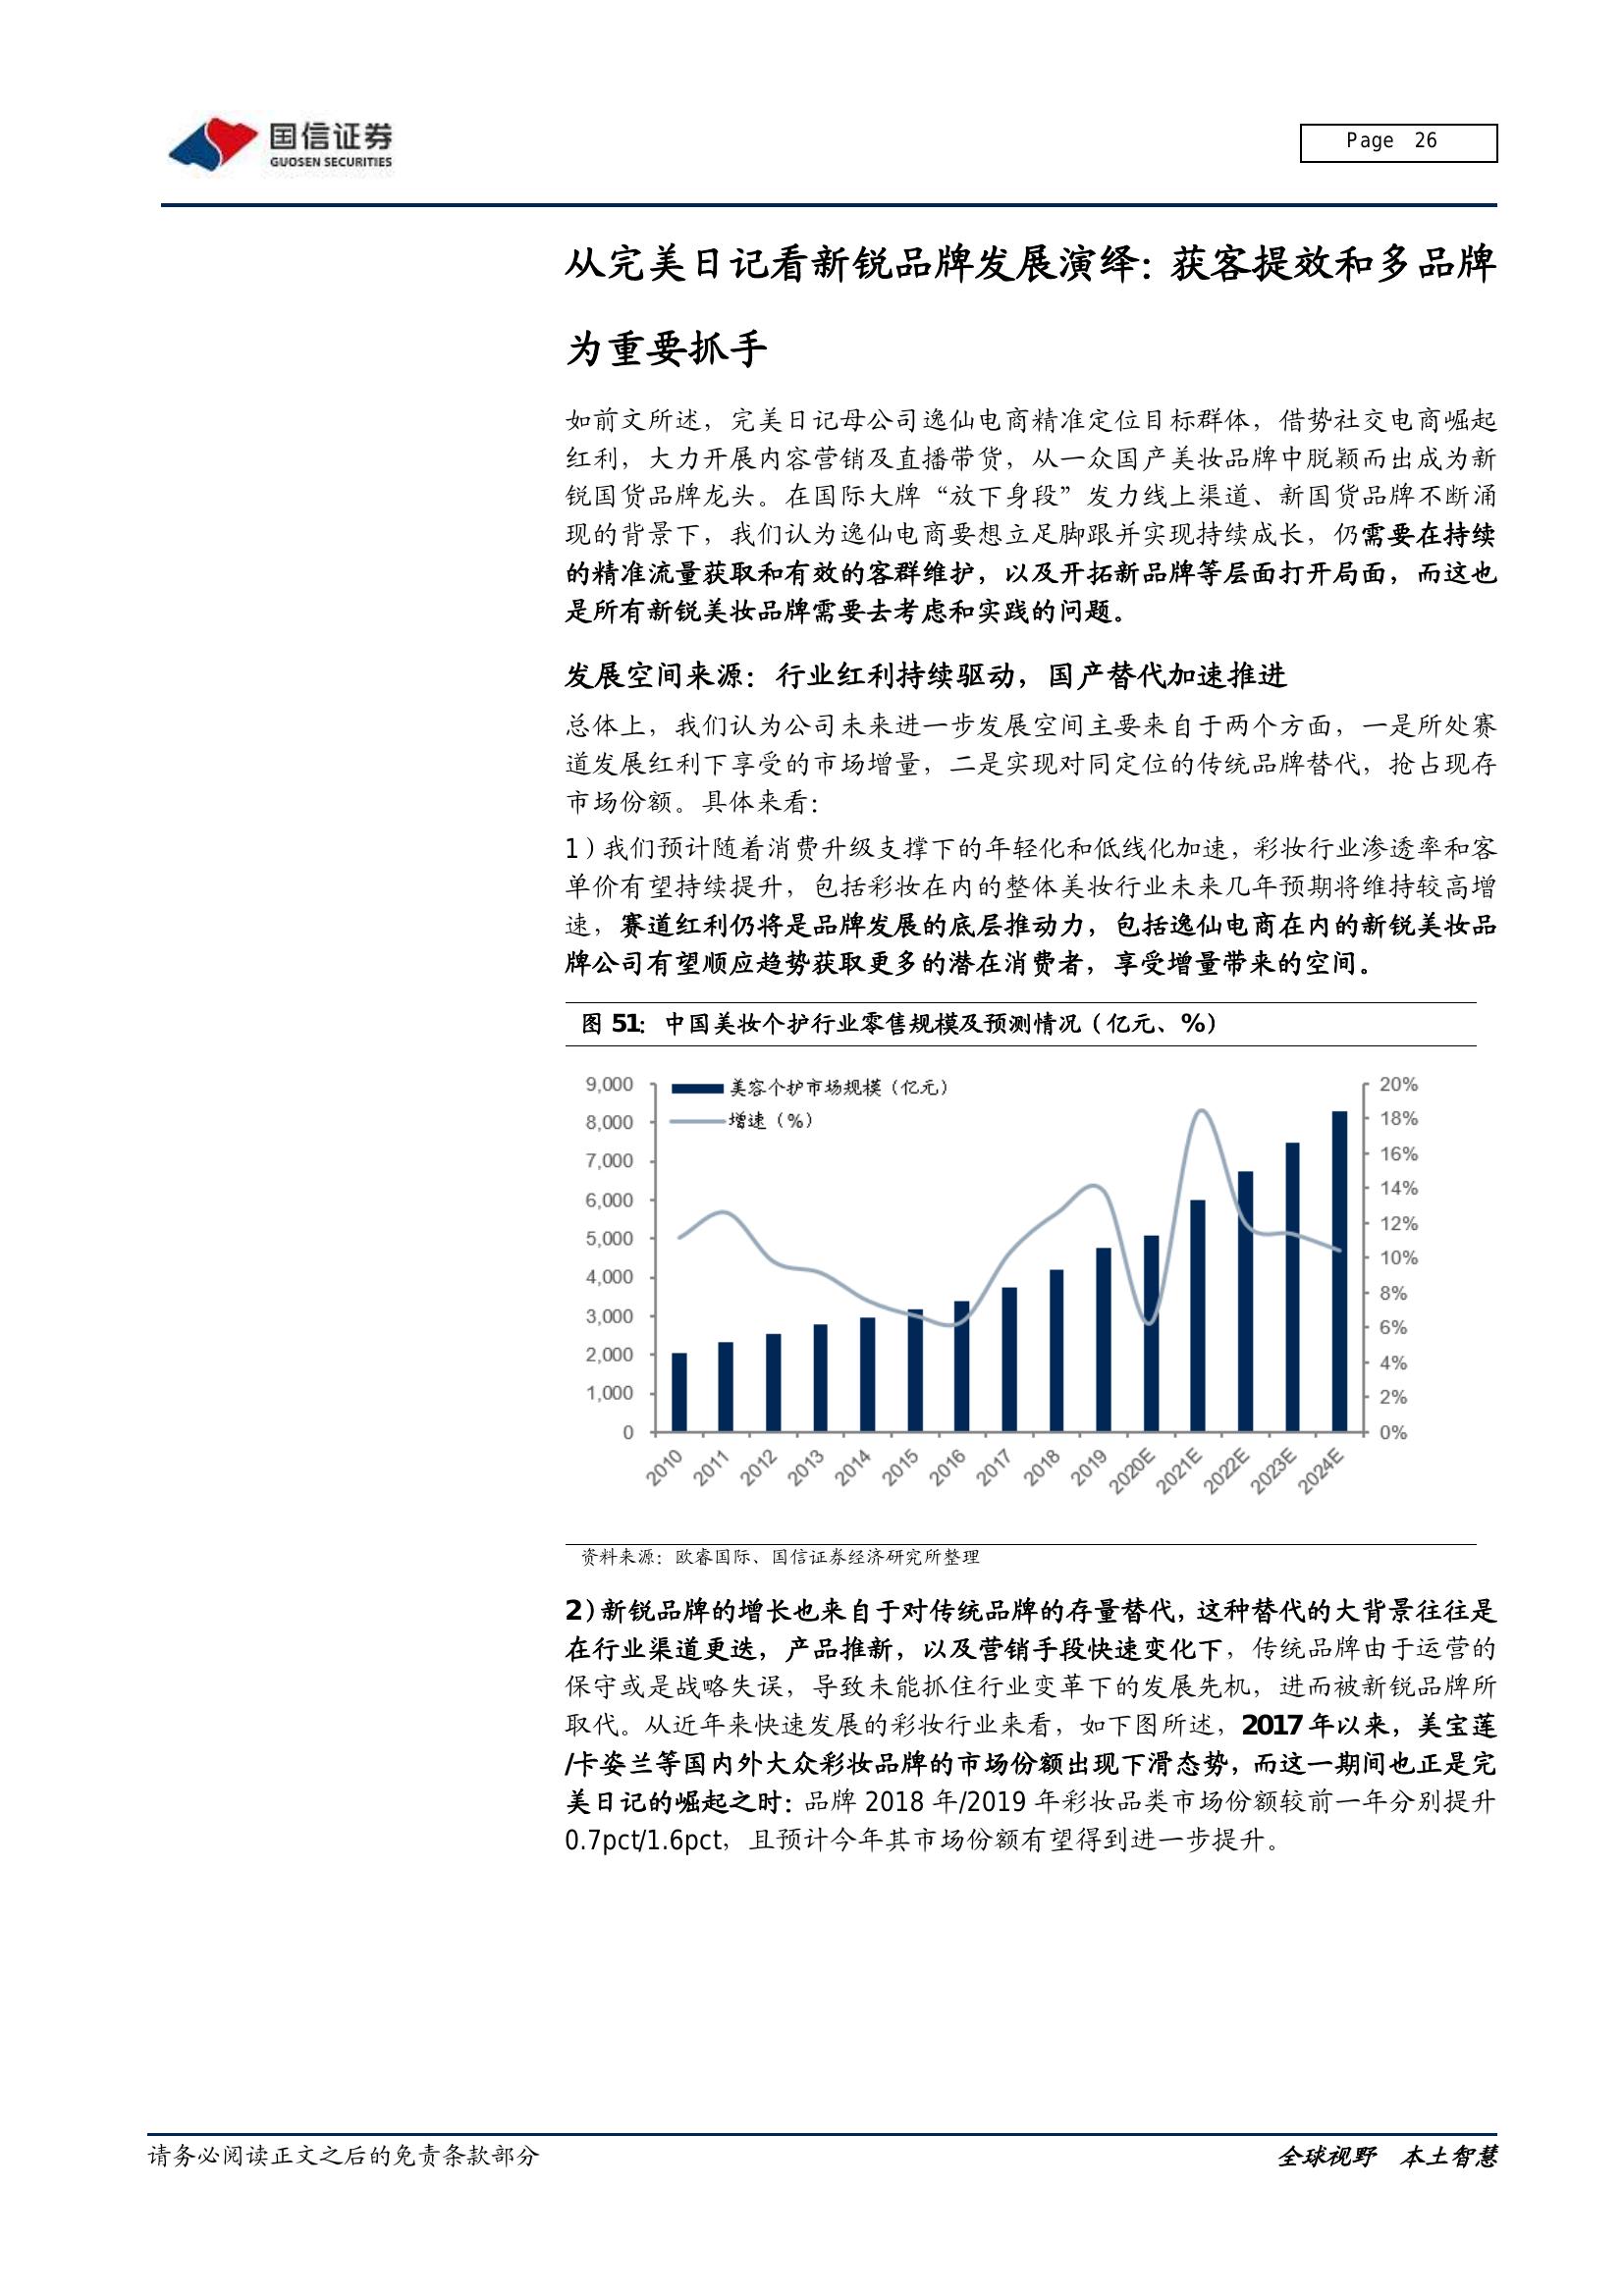 国信证券
GUOSEN SECURITIES
Page 26
从完美日记看新锐品牌发展演绎：获客提效和多品牌
为重要抓手
如前文所述，完美日记母公司逸仙电商精准定位目标群体，借势社交电商崛起
红利，大力开展内容营销及直播带货，从一众国产美妆品牌中脱颖而出成为新
锐国货品牌龙头。在国际大牌“放下身段”发力线上渠道、新国货品牌不断涌
现的背景下，我们认为逸仙电商要想立足脚跟并实现持续成长，仍需要在持续
的精准流量获取和有效的客群维护，以及开拓新品牌等层面打开局面，而这也
是所有新锐美妆品牌需要去考虑和实践的问题。
发展空间来源：行业红利持续驱动，国产替代加速推进
总体上，我们认为公司未来进一步发展空间主要来自于两个方面，一是所处赛
道发展红利下享受的市场增量，二是实现对同定位的传统品牌替代，抢占现存
市场份额。具体来看：
1）我们预计随着消费升级支撑下的年轻化和低线化加速，彩妆行业渗透率和客
单价有望持续提升，包括彩妆在内的整体美妆行业未来几年预期将维持较高增
速，赛道红利仍将是品牌发展的底层推动力，包括逸仙电商在内的新锐美妆品
牌公司有望顺应趋势获取更多的潜在消费者，享受增量带来的空间。
图 51：中国美妆个护行业零售规模及预测情况（亿元、%）
美容个护市场规模（亿元）
增速（%）
9,000
8,000
7,000
6,000
5,000
4,000
3,000
2,000
1,000
0
20%
18%
16%
14%
12%
10%
8%
6%
4%
2%
0%
2010
2011
2012
2013
2014
2015
2016
2017
2018
2019
2020E
2021E
2022E
2023E
2024E
资料来源：欧睿国际、国信证券经济研究所整理
2）新锐品牌的增长也来自于对传统品牌的存量替代，这种替代的大背景往往是
在行业渠道更迭，产品推新，以及营销手段快速变化下，传统品牌由于运营的
保守或是战略失误，导致未能抓住行业变革下的发展先机，进而被新锐品牌所
取代。从近年来快速发展的彩妆行业来看，如下图所述，2017 年以来，美宝莲
/卡姿兰等国内外大众彩妆品牌的市场份额出现下滑态势，而这一期间也正是完
美日记的崛起之时：品牌 2018 年/2019 年彩妆品类市场份额较前一年分别提升
0.7pct/1.6pct，且预计今年其市场份额有望得到进一步提升。
请务必阅读正文之后的免责条款部分
全球视野 本土智慧